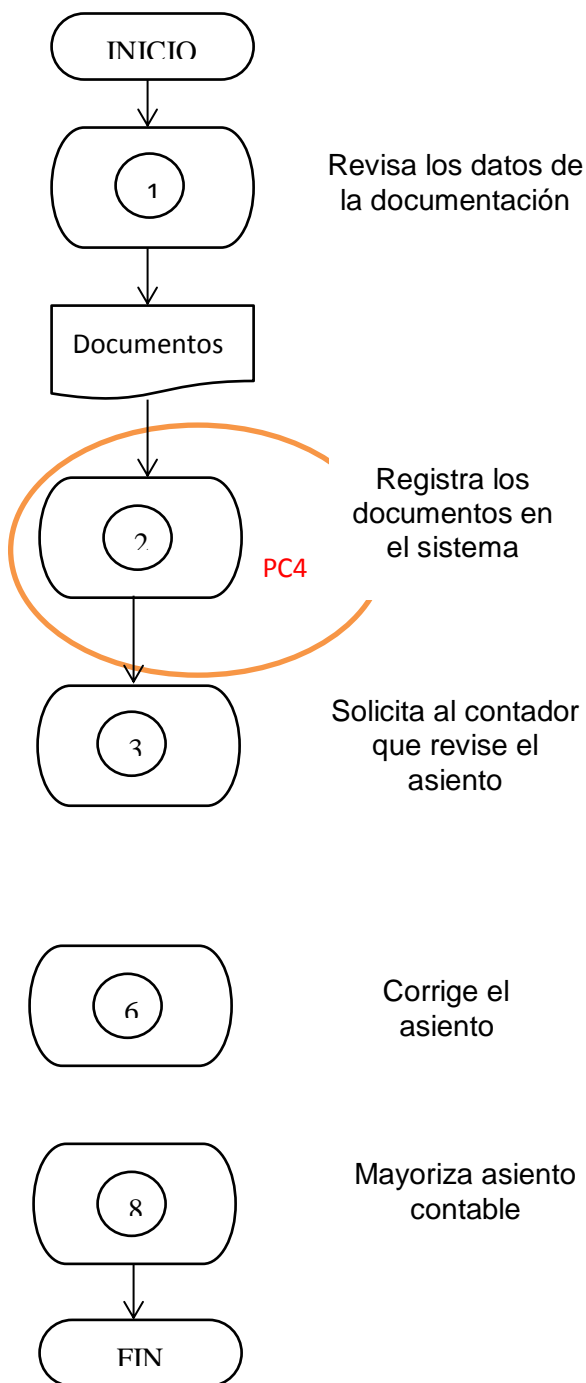 INICIO
1
Revisa los datos de
la documentación
Documentos
2
Registra los
documentos en
el sistema
PC4
3
Solicita al contador
que revise el
asiento
6
Corrige el
asiento
8
Mayoriza asiento
contable
FIN